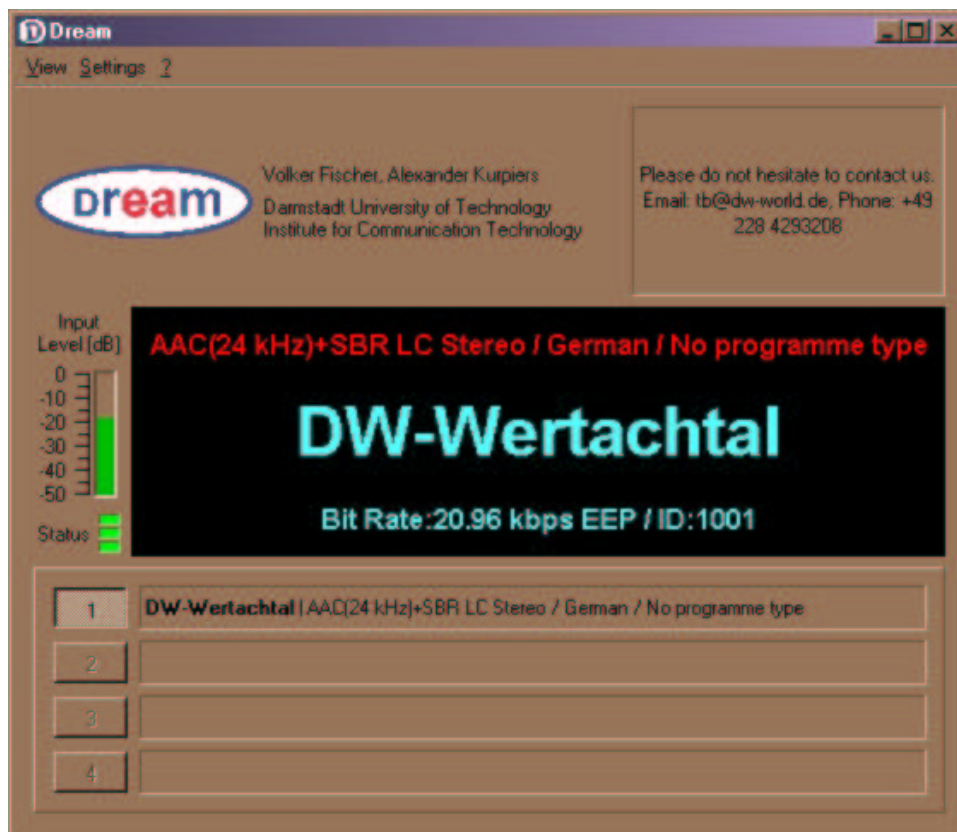 Dream
View Settings ?
Dream
Volker Fischer, Alexander Kurpiers
Darmstadt University of Technology
Institute for Communication Technology
Please do not hesitate to contact us.
Email: tb@dw-world.de, Phone: +49
228 4293208
Input
Level [dB]
0
-10
-20
-30
-40
-50
Status
AAC(24 kHz)+SBR LC Stereo / German / No programme type
DW-Wertachtal
Bit Rate:20.96 kbps EEP / ID:1001
1 DW-Wertachtal | AAC(24 kHz)+SBR LC Stereo / German / No programme type
2
3
4